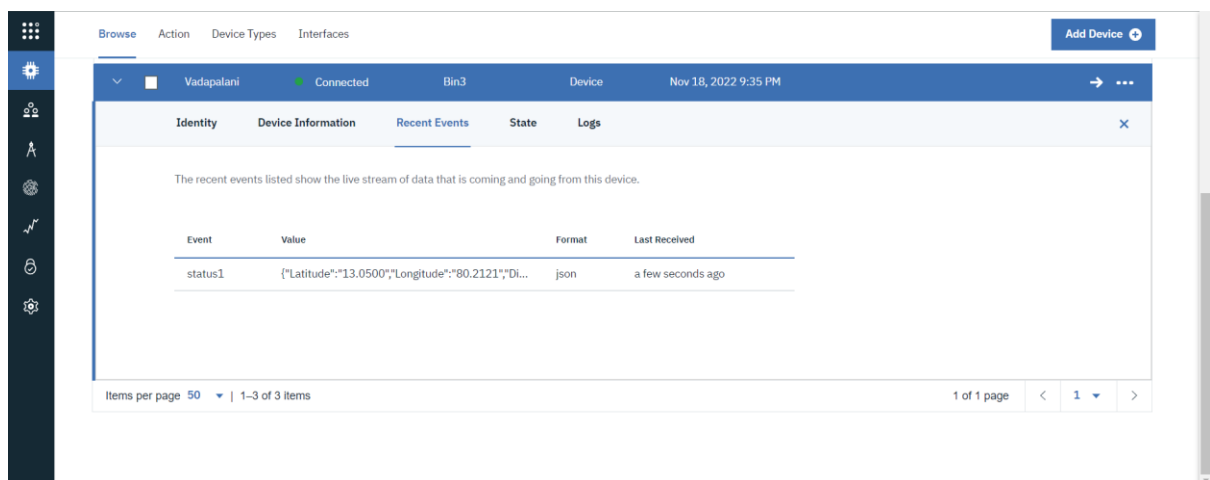 Browse Action Device Types Interfaces Add Device
Vadapalani Connected Bin3 Device Nov 18, 2022 9:35 PM
Identity Device Information Recent Events State Logs
The recent events listed show the live stream of data that is coming and going from this device.
Event Value Format Last Received
status1 {"Latitude":"13.0500","Longitude":"80.2121","Di... json a few seconds ago
Items per page 50 | 1–3 of 3 items 1 of 1 page 1